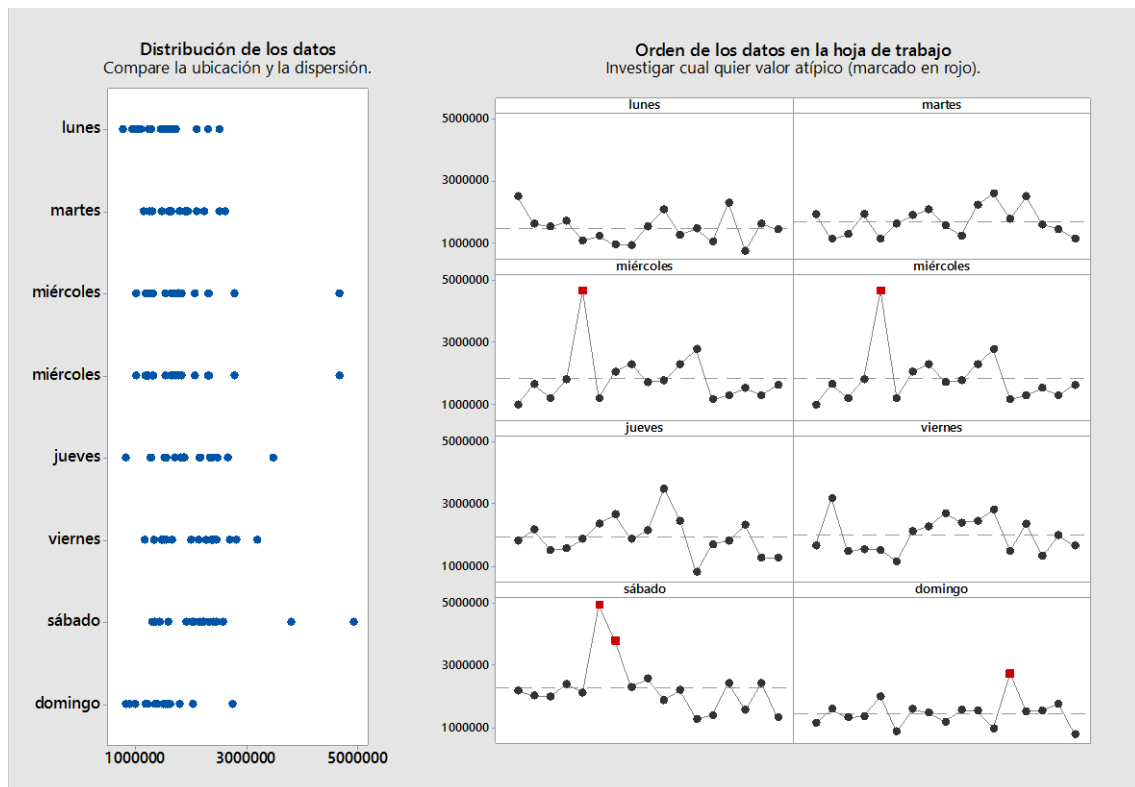 Distribución de los datos
Compare la ubicación y la dispersión.
lunes
martes
miércoles
miércoles
jueves
viernes
sábado
domingo
1000000 3000000 5000000
Orden de los datos en la hoja de trabajo
Investigar cual quier valor atípico (marcado en rojo).
lunes martes
5000000
3000000
1000000
miércoles miércoles
5000000
3000000
1000000
jueves viernes
5000000
3000000
1000000
sábado domingo
5000000
3000000
1000000